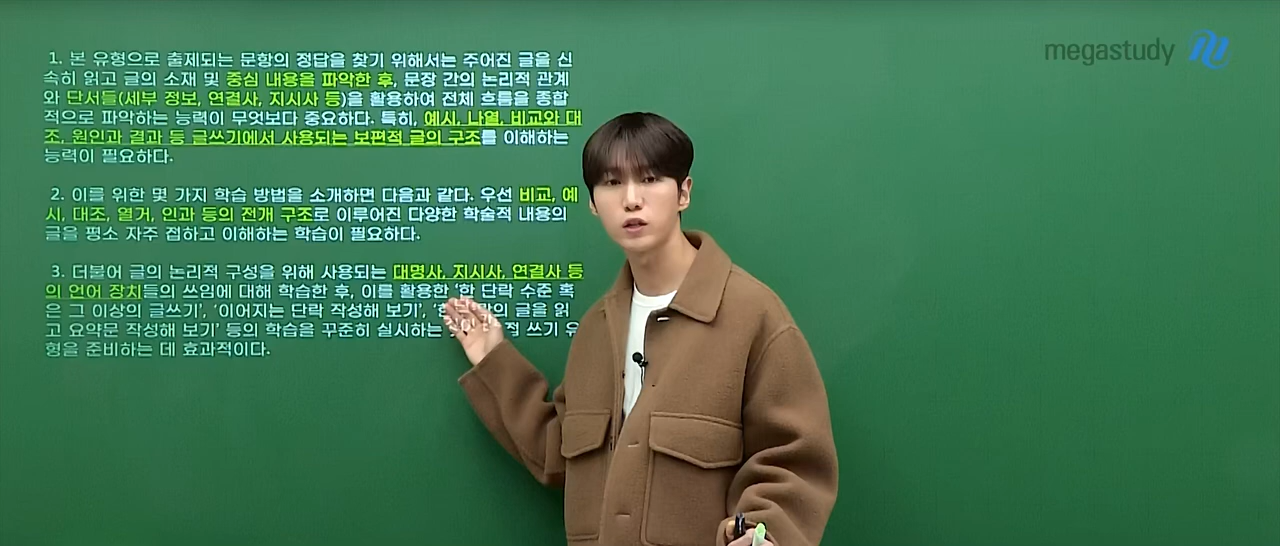 megastudy
1. 본 유형으로 출제되는 문항의 정답을 찾기 위해서는 주어진 글을 신
속히 읽고 글의 소재 및 중심 내용을 파악한 후, 문장 간의 논리적 관계
와 단서들(세부 정보, 연결사, 지시사 등)을 활용하여 전체 흐름을 종합
적으로 파악하는 능력이 무엇보다 중요하다. 특히, 예시, 나열, 비교와 대
조, 원인과 결과 등 글쓰기에서 사용되는 보편적 글의 구조를 이해하는
능력이 필요하다.
2. 이를 위한 몇 가지 학습 방법을 소개하면 다음과 같다. 우선 비교, 예
시, 대조, 열거, 인과 등의 전개 구조로 이루어진 다양한 학술적 내용의
글을 평소 자주 접하고 이해하는 학습이 필요하다.
3. 더불어 글의 논리적 구성을 위해 사용되는 대명사, 지시사, 연결사 등
의 언어 장치들의 쓰임에 대해 학습한 후, 이를 활용한 '한 단락 수준 혹
은 그 이상의 글쓰기', '이어지는 단락 작성해 보기', 글을 읽
고 요약문 작성해 보기' 등의 학습을 꾸준히 실시하는 쓰기 유
형을 준비하는 데 효과적이다.